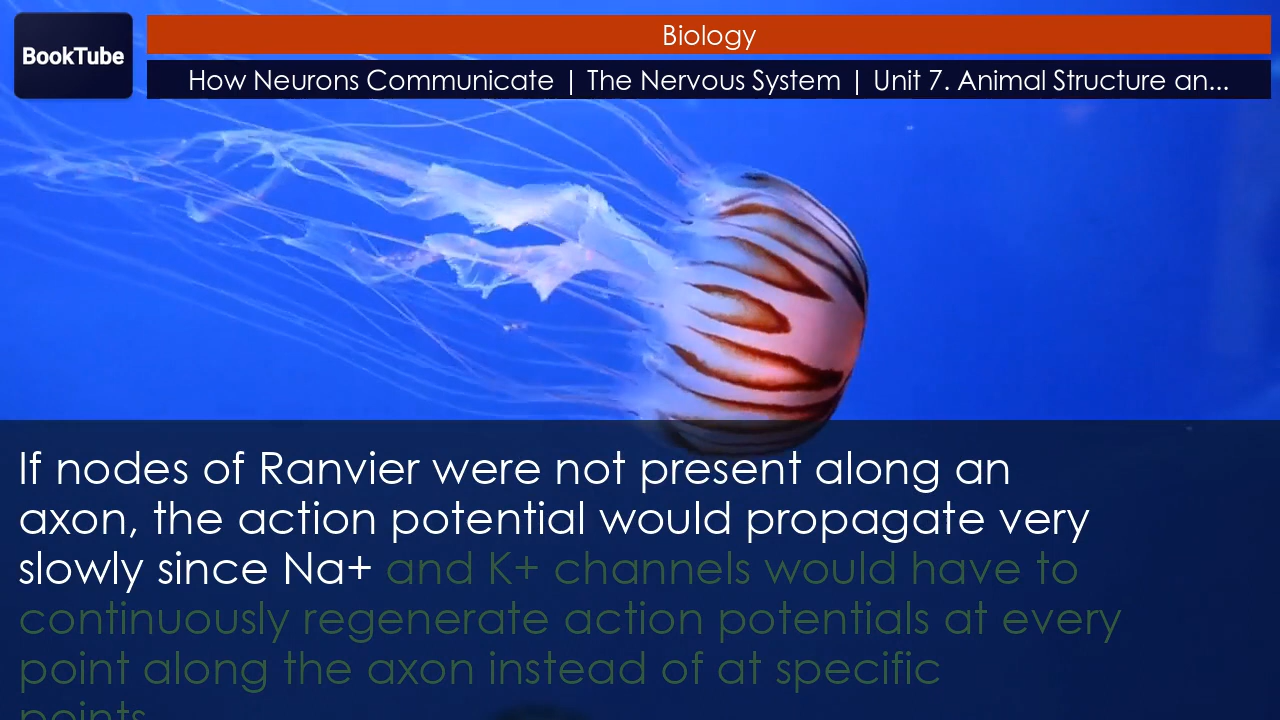 BookTube
Biology
How Neurons Communicate | The Nervous System | Unit 7. Animal Structure an...
If nodes of Ranvier were not present along an
axon, the action potential would propagate very
slowly since Na+ and K+ channels would have to
continuously regenerate action potentials at every
point along the axon instead of at specific
points